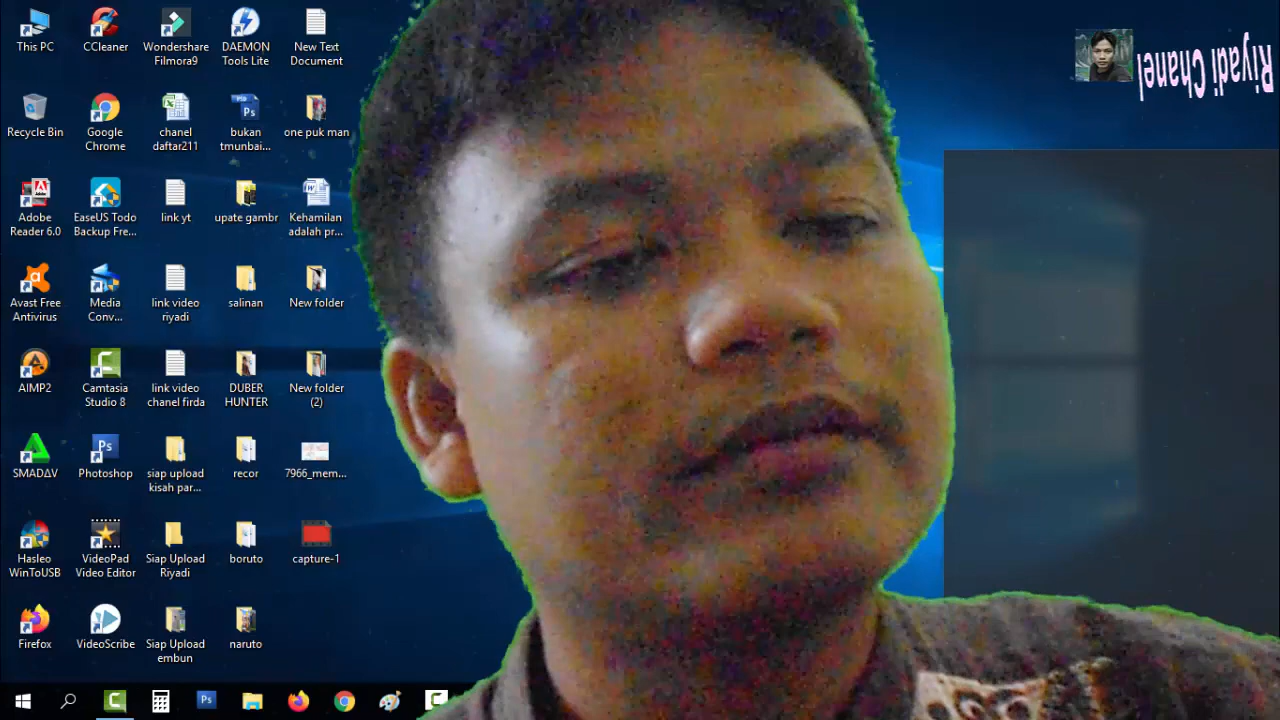 This PC
CCleaner
Wondershare
Filmora9
DAEMON
Tools Lite
New Text
Document
Riyadi Chanel
Recycle Bin
Google
Chrome
chanel
daftar211
bukan
tmunbai...
one puk man
Adobe
Reader 6.0
EaseUS Todo
Backup Fre...
link yt
upate gambr
Kehamilan
adalah pr...
Avast Free
Antivirus
Media
Conv...
link video
riyadi
salinan
New folder
AIMP2
Camtasia
Studio 8
link video
chanel firda
DUBER
HUNTER
New folder
(2)
SMADΔV
Photoshop
siap upload
kisah par...
recor
7966_mem...
Hasleo
WinToUSB
VideoPad
Video Editor
Siap Upload
Riyadi
boruto
capture-1
Firefox
VideoScribe
Siap Upload
embun
naruto